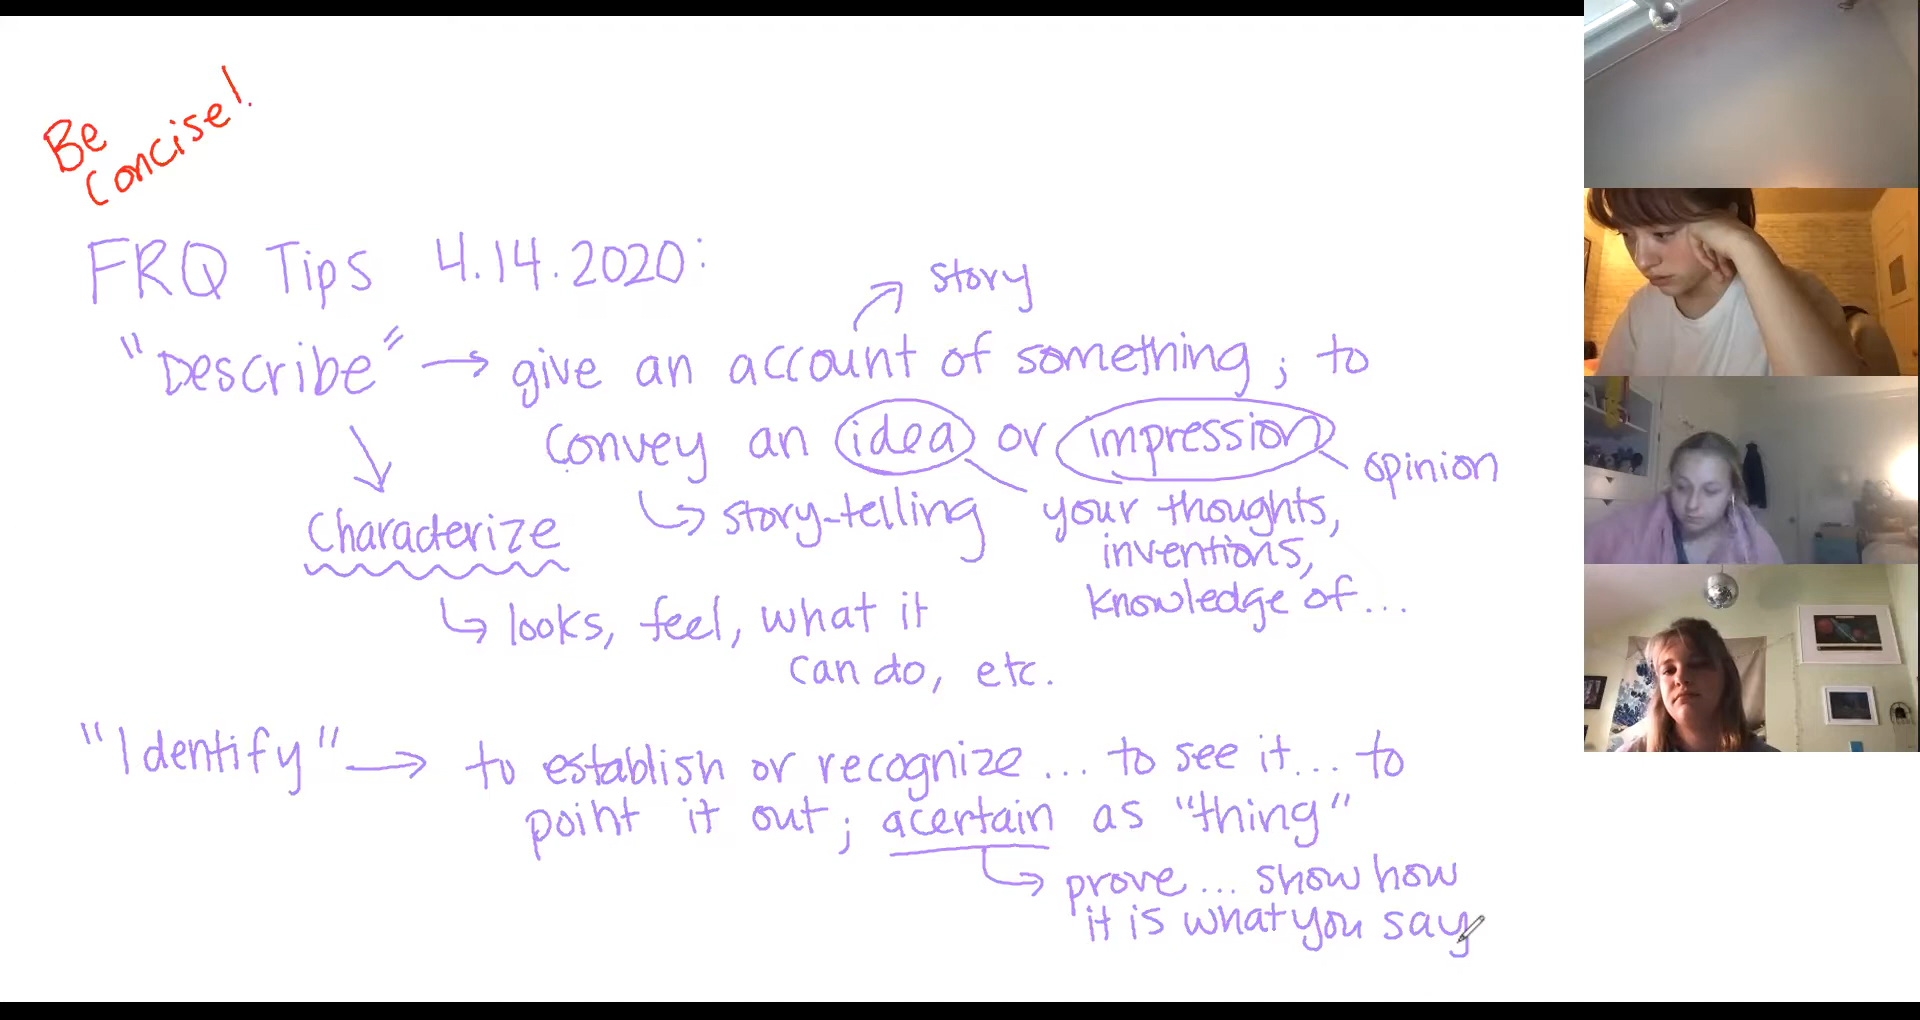 Be
Concise!
FRQ Tips 4.14.2020:
story
"Describe" → give an account of something; to
convey an idea or impression
opinion
Characterize
story-telling
your thoughts,
inventions,
knowledge of...
looks, feel, what it
can do, etc.
"Identify" → to establish or recognize... to see it... to
point it out; acertain as "thing"
prove... show how
it is what you say